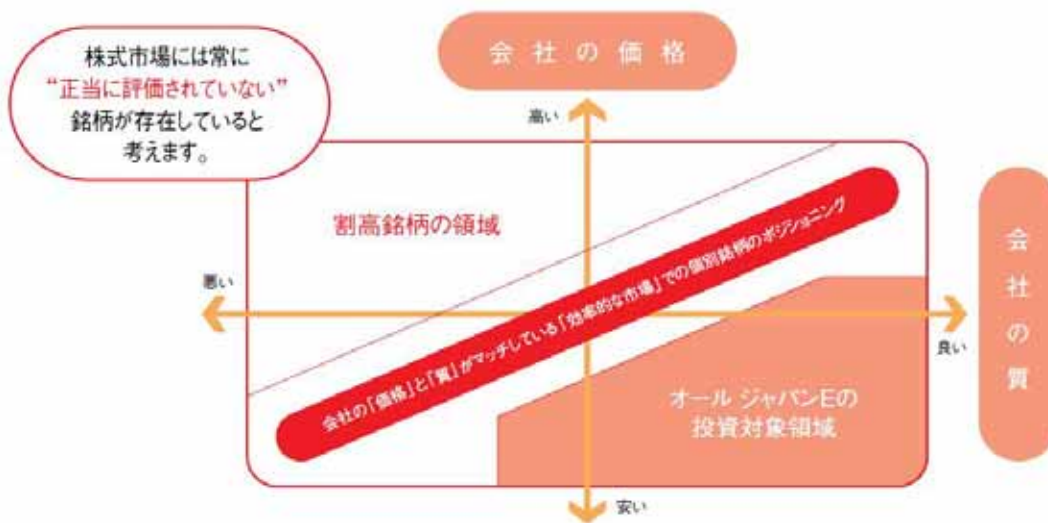 株式市場には常に
“正当に評価されていない”
銘柄が存在していると
考えます。
会社の価格
高い
割高銘柄の領域
会社の「価格」と「質」がマッチしている「効率的な市場」での個別銘柄のポジショニング
悪い
良い
会社の質
オール ジャパンEの
投資対象領域
安い